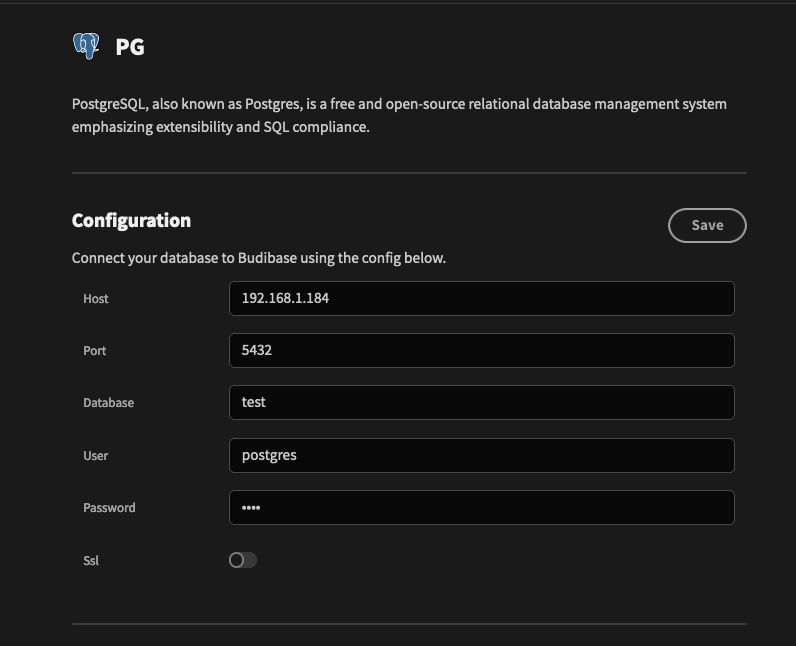 PG
PostgreSQL, also known as Postgres, is a free and open-source relational database management system
emphasizing extensibility and SQL compliance.
Configuration
Save
Connect your database to Budibase using the config below.
Host
192.168.1.184
Port
5432
Database
test
User
postgres
Password
••••
Ssl